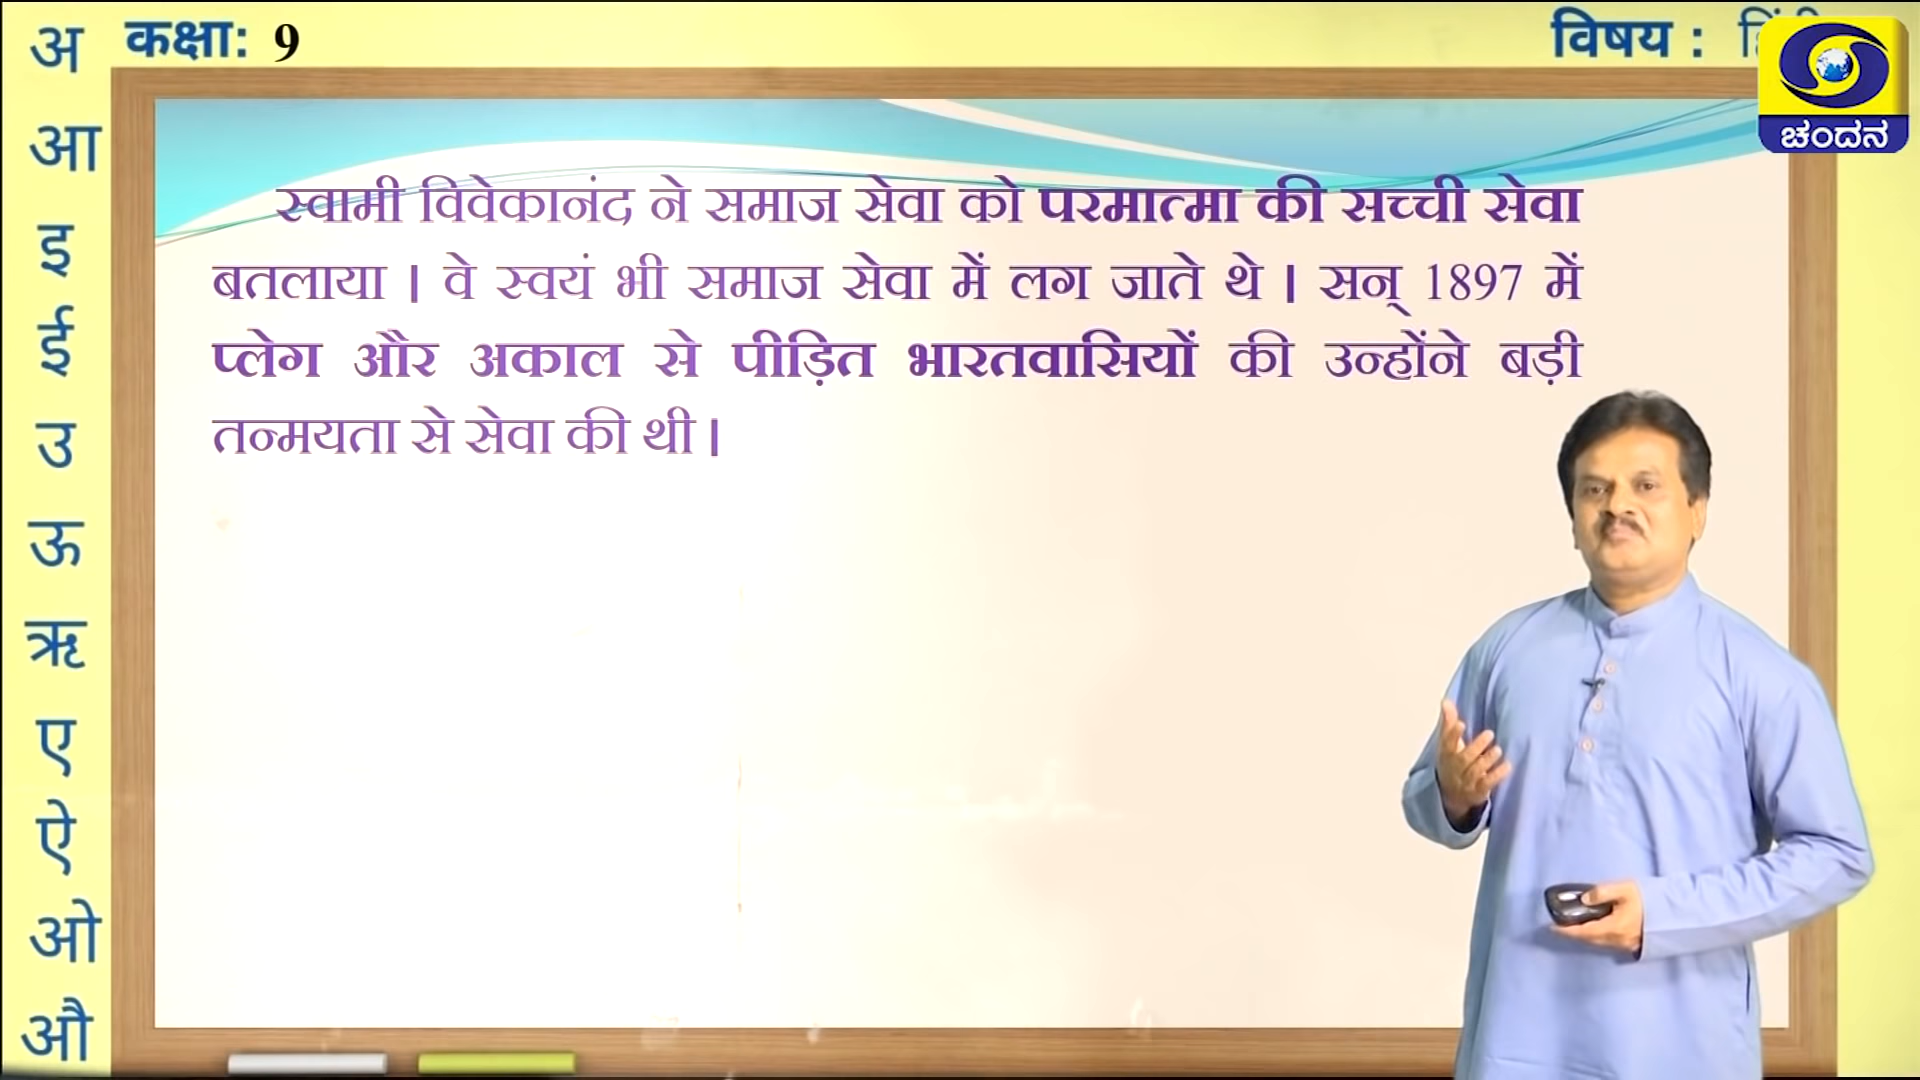 कक्षा: 9
विषय :
ಚಂದನ
स्वामी विवेकानंद ने समाज सेवा को परमात्मा की सच्ची सेवा
बतलाया । वे स्वयं भी समाज सेवा में लग जाते थे । सन् 1897 में
प्लेग और अकाल से पीड़ित भारतवासियों की उन्होंने बड़ी
तन्मयता से सेवा की थी ।
अ
आ
इ
ई
उ
ऊ
ऋ
ए
ऐ
ओ
औ